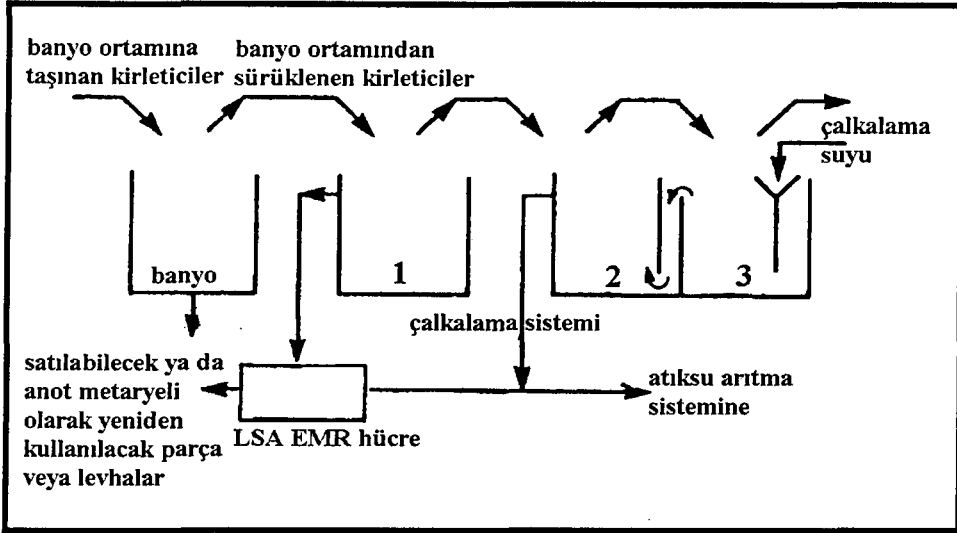 banyo ortamına
taşınan kirleticiler
banyo ortamından
sürüklenen kirleticiler
çalkalama
suyu
banyo
1
2
3
çalkalama sistemi
satılabilecek ya da
anot metaryeli
olarak yeniden
kullanılacak parça
veya levhalar
LSA EMR hücre
atıksu arıtma
sistemine